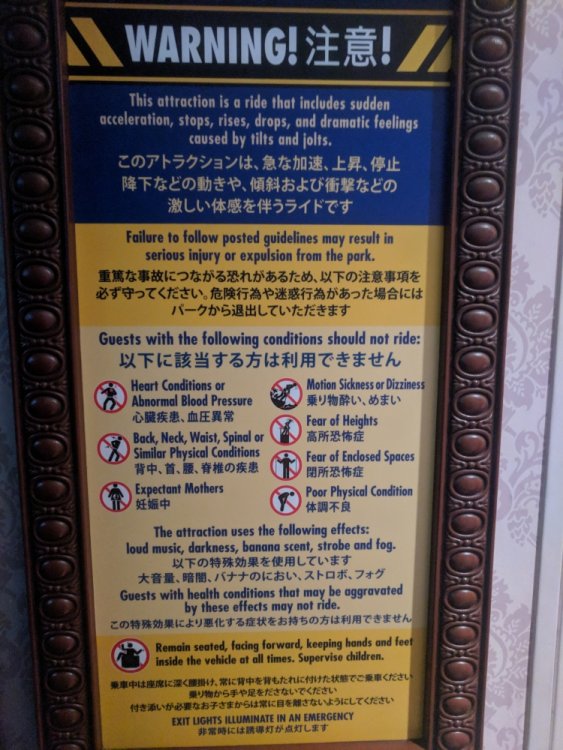 WARNING! 注意!
This attraction is a ride that includes sudden
acceleration, stops, rises, drops, and dramatic feelings
caused by tilts and jolts.
このアトラクションは、急な加速、上昇、停止
降下などの動きや、傾斜および衝撃などの
激しい体感を伴うライドです
Failure to follow posted guidelines may result in
serious injury or expulsion from the park.
重篤な事故につながる恐れがあるため、以下の注意事項を
必ず守ってください。危険行為や迷惑行為があった場合には
パークから退出していただきます
Guests with the following conditions should not ride:
以下に該当する方は利用できません
Heart Conditions or
Abnormal Blood Pressure
心臓疾患、血圧異常
Back, Neck, Waist, Spinal or
Similar Physical Conditions
背中、首、腰、脊椎の疾患
Expectant Mothers
妊娠中
Motion Sickness or Dizziness
乗り物酔い、めまい
Fear of Heights
高所恐怖症
Fear of Enclosed Spaces
閉所恐怖症
Poor Physical Condition
体調不良
The attraction uses the following effects:
loud music, darkness, banana scent, strobe and fog.
以下の特殊効果を使用しています
大音量、暗闇、バナナのにおい、ストロボ、フォグ
Guests with health conditions that may be aggravated
by these effects may not ride.
この特殊効果により悪化する症状をお持ちの方は利用できません
Remain seated, facing forward, keeping hands and feet
inside the vehicle at all times. Supervise children.
乗車中は座席に深く腰掛け、常に背中を背もたれに付けた状態でご乗車ください
乗り物から手や足をださないでください
付き添いが必要なお子さまからは常に目を離さないようにしてください
EXIT LIGHTS ILLUMINATE IN AN EMERGENCY
非常時には誘導灯が点灯します